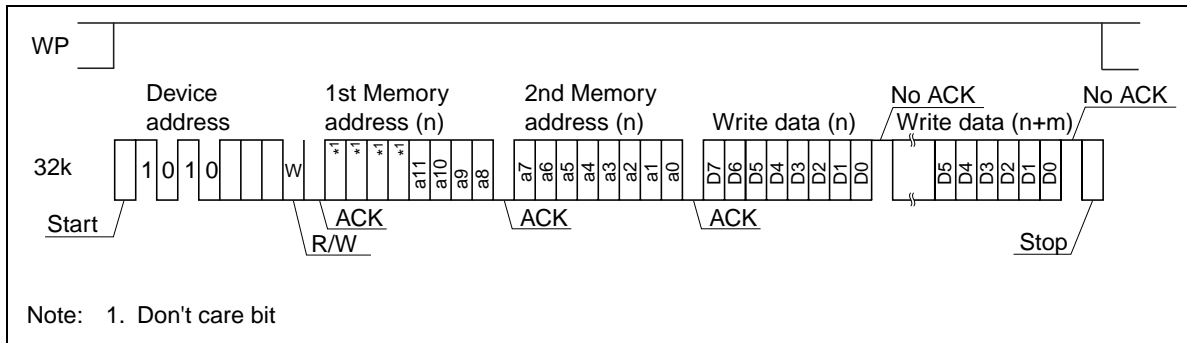 WP
Device address
1st Memory address (n)
2nd Memory address (n)
Write data (n)
No ACK
Write data (n+m)
No ACK
32k
1 0 1 0
W
*1 *1 *1 *1 a11 a10 a9 a8
a7 a6 a5 a4 a3 a2 a1 a0
D7 D6 D5 D4 D3 D2 D1 D0
D5 D4 D3 D2 D1 D0
Start
R/W
ACK
ACK
ACK
Stop
Note: 1. Don't care bit